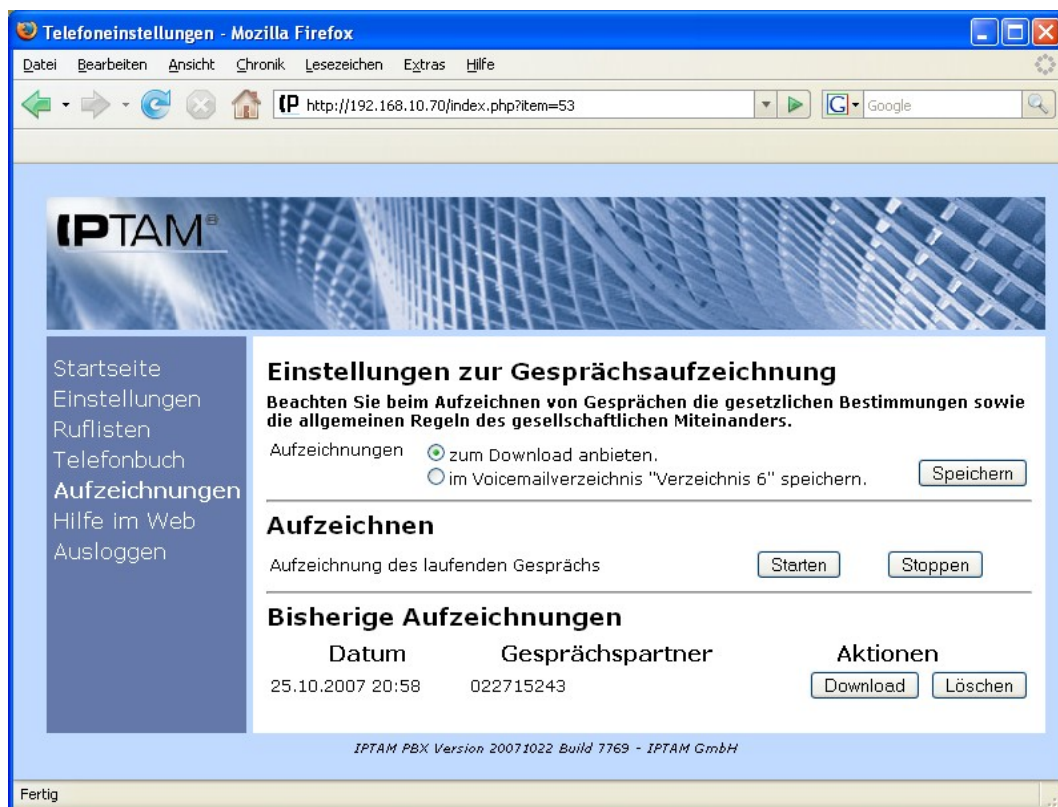 Telefoneinstellungen - Mozilla Firefox
Datei Bearbeiten Ansicht Chronik Lesezeichen Extras Hilfe
http://192.168.10.70/index.php?item=53 Google
IPTAM®
Startseite
Einstellungen
Ruflisten
Telefonbuch
Aufzeichnungen
Hilfe im Web
Ausloggen
Einstellungen zur Gesprächsaufzeichnung
Beachten Sie beim Aufzeichnen von Gesprächen die gesetzlichen Bestimmungen sowie
die allgemeinen Regeln des gesellschaftlichen Miteinanders.
Aufzeichnungen zum Download anbieten.
im Voicemailverzeichnis "Verzeichnis 6" speichern. Speichern
Aufzeichnen
Aufzeichnung des laufenden Gesprächs Starten Stoppen
Bisherige Aufzeichnungen
Datum Gesprächspartner Aktionen
25.10.2007 20:58 022715243 Download Löschen
IPTAM PBX Version 20071022 Build 7769 - IPTAM GmbH
Fertig